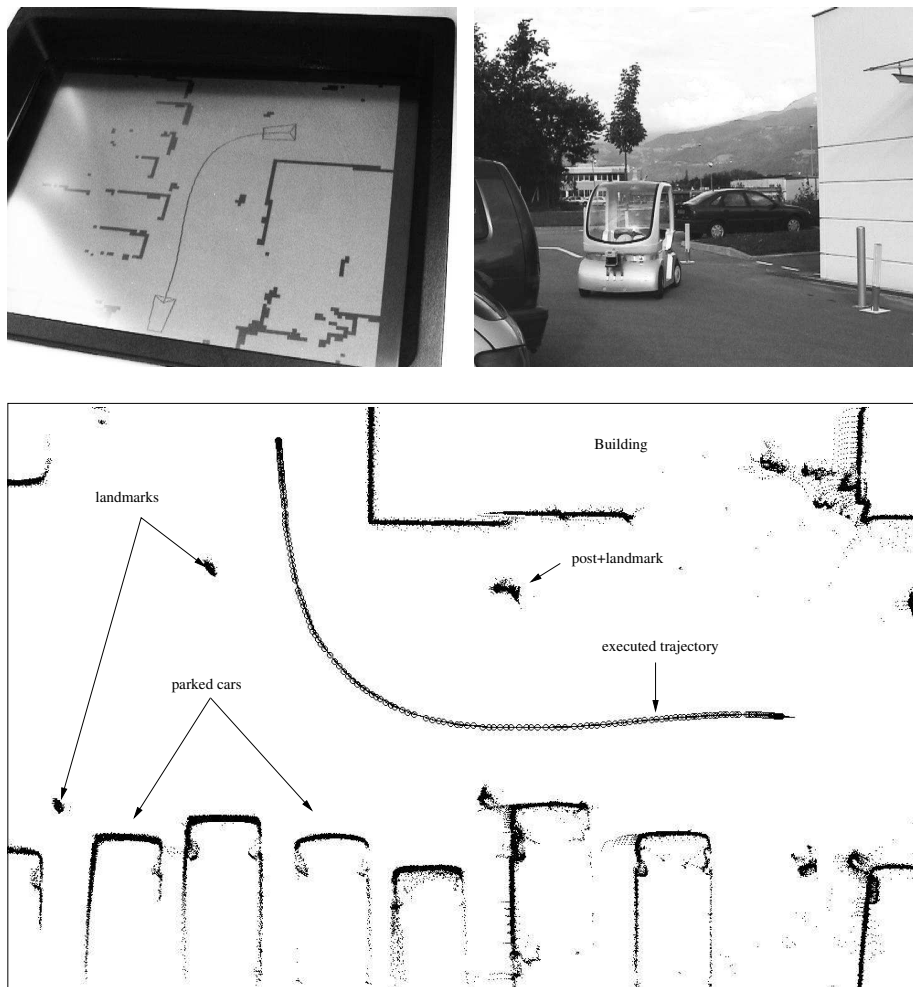 Building
landmarks
post+landmark
executed trajectory
parked cars